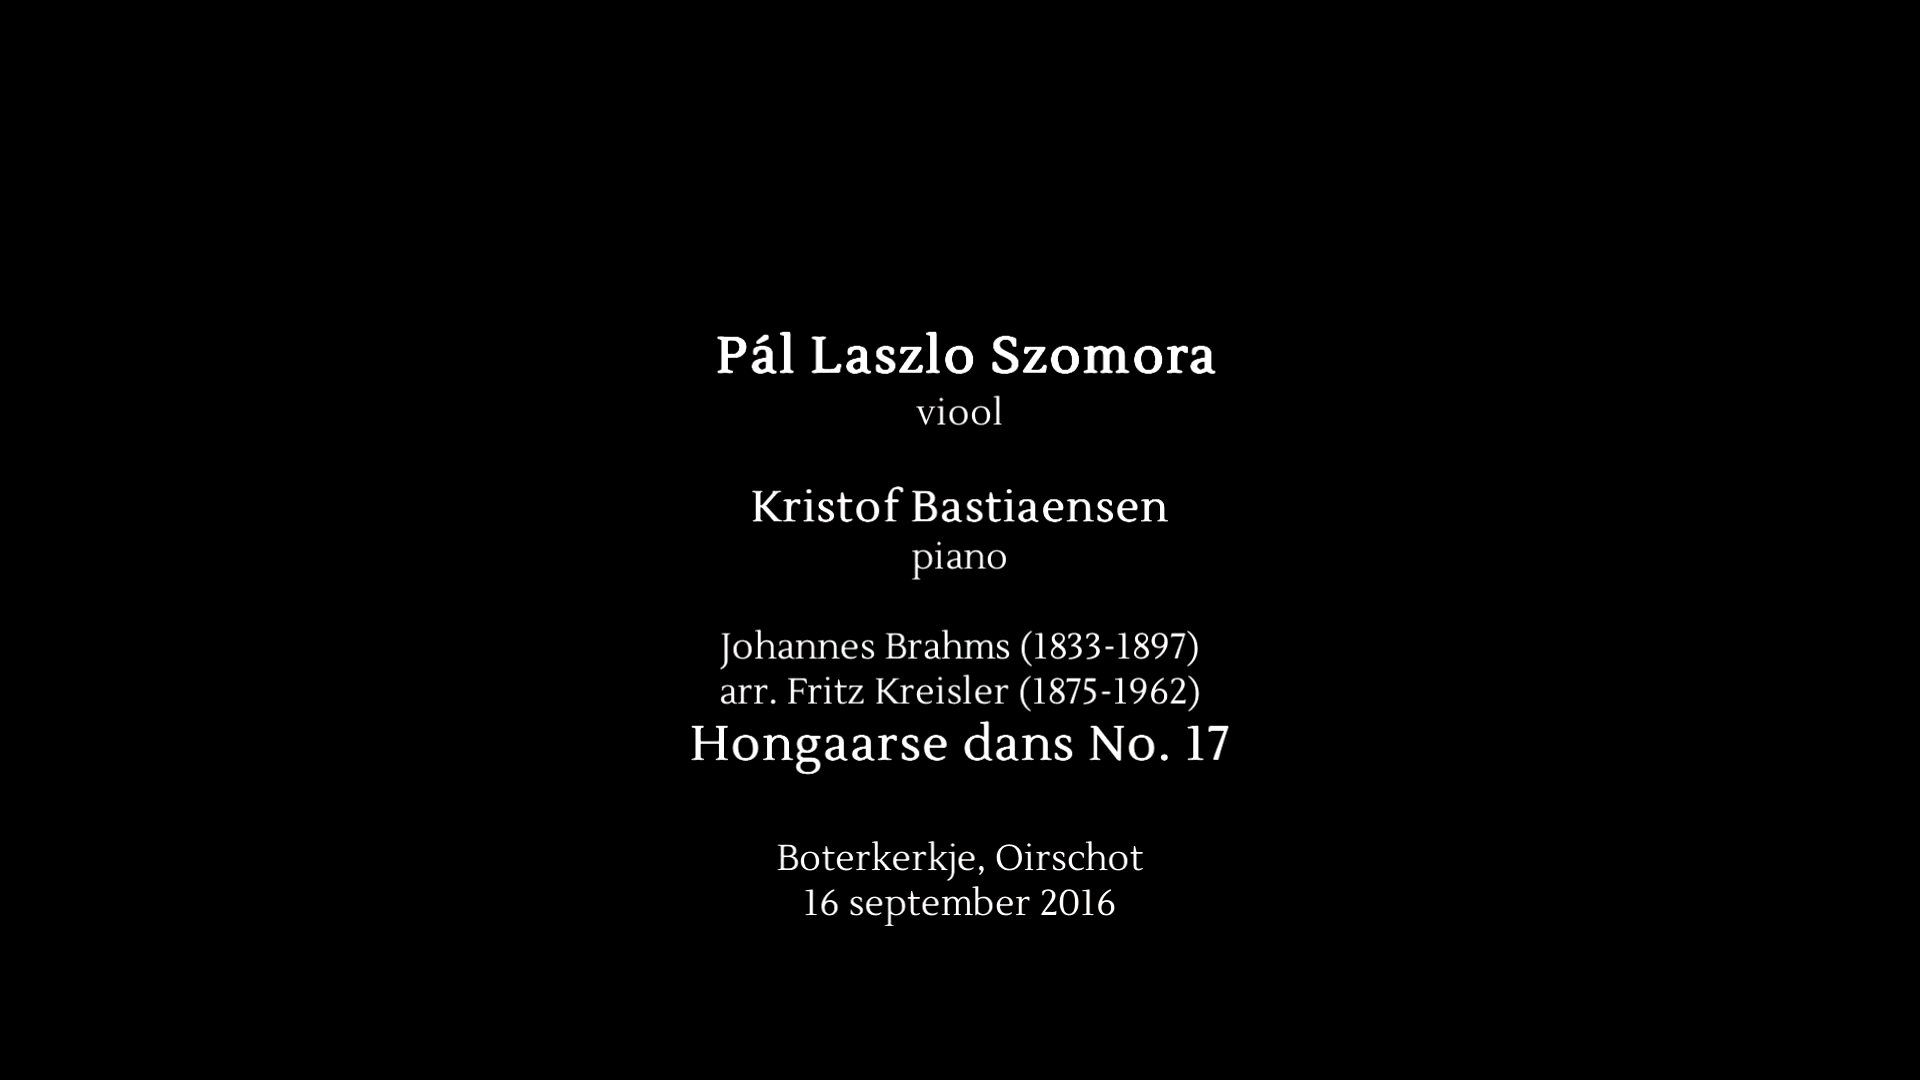 Pál Laszlo Szomora
viool
Kristof Bastiaensen
piano
Johannes Brahms (1833-1897)
arr. Fritz Kreisler (1875-1962)
Hongaarse dans No. 17
Boterkerkje, Oirschot
16 september 2016